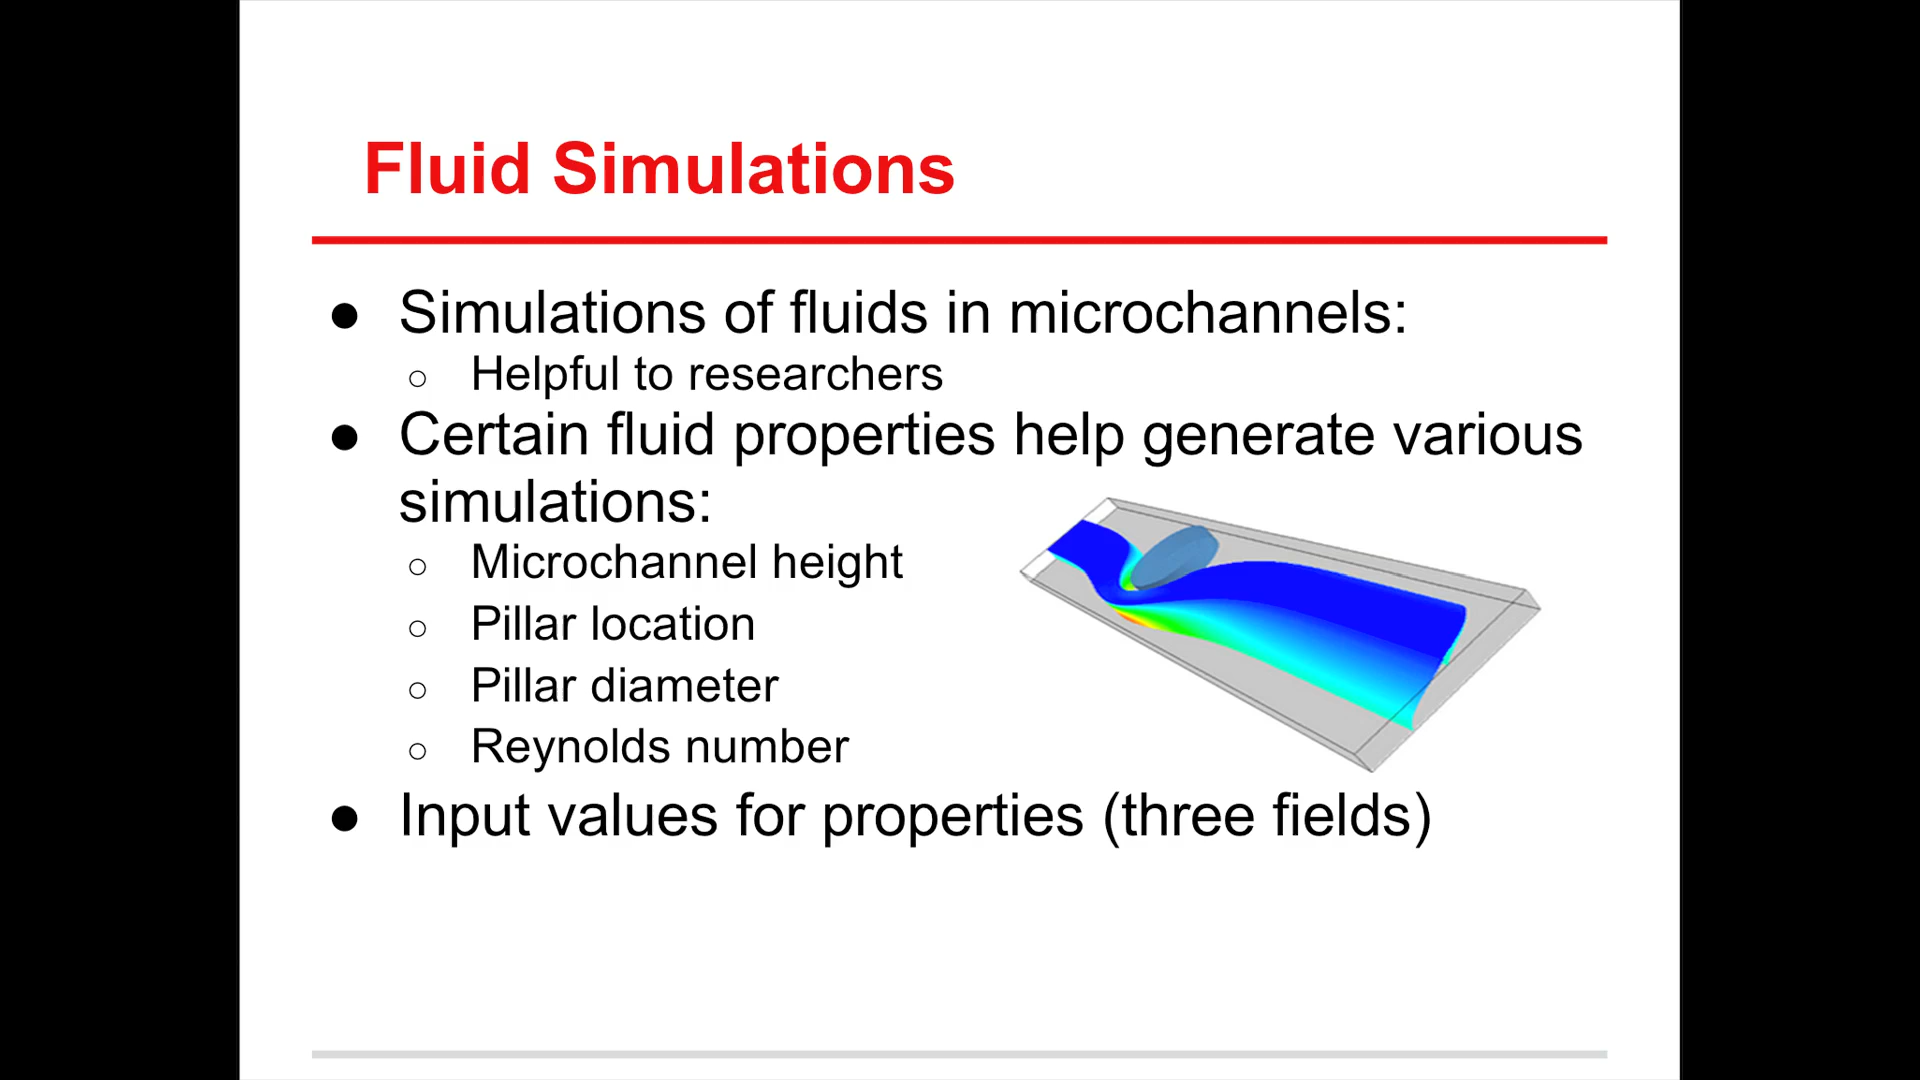 Fluid Simulations
● Simulations of fluids in microchannels:
○ Helpful to researchers
● Certain fluid properties help generate various
simulations:
○ Microchannel height
○ Pillar location
○ Pillar diameter
○ Reynolds number
● Input values for properties (three fields)